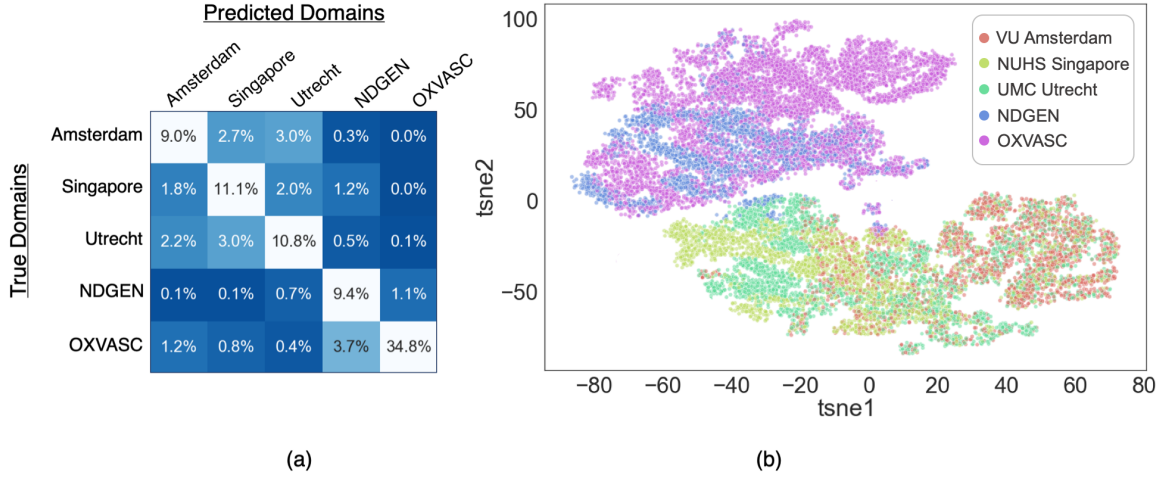 Predicted Domains
Amsterdam Singapore Utrecht NDGEN OXVASC
True Domains
Amsterdam 9.0% 2.7% 3.0% 0.3% 0.0%
Singapore 1.8% 11.1% 2.0% 1.2% 0.0%
Utrecht 2.2% 3.0% 10.8% 0.5% 0.1%
NDGEN 0.1% 0.1% 0.7% 9.4% 1.1%
OXVASC 1.2% 0.8% 0.4% 3.7% 34.8%
(a)
100
50
0
−50
tsne2
VU Amsterdam
NUHS Singapore
UMC Utrecht
NDGEN
OXVASC
−80 −60 −40 −20 0 20 40 60 80
tsne1
(b)